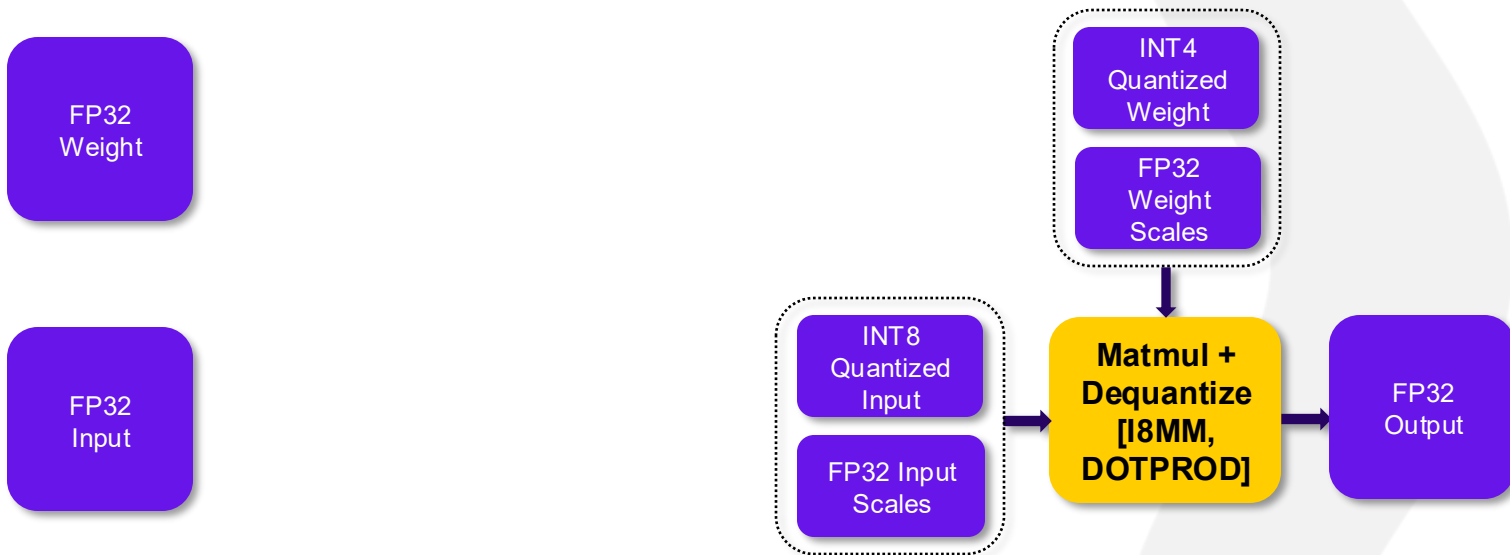 FP32
Weight
FP32
Input
INT4
Quantized
Weight
FP32
Weight
Scales
INT8
Quantized
Input
FP32 Input
Scales
Matmul +
Dequantize
[I8MM,
DOTPROD]
FP32
Output